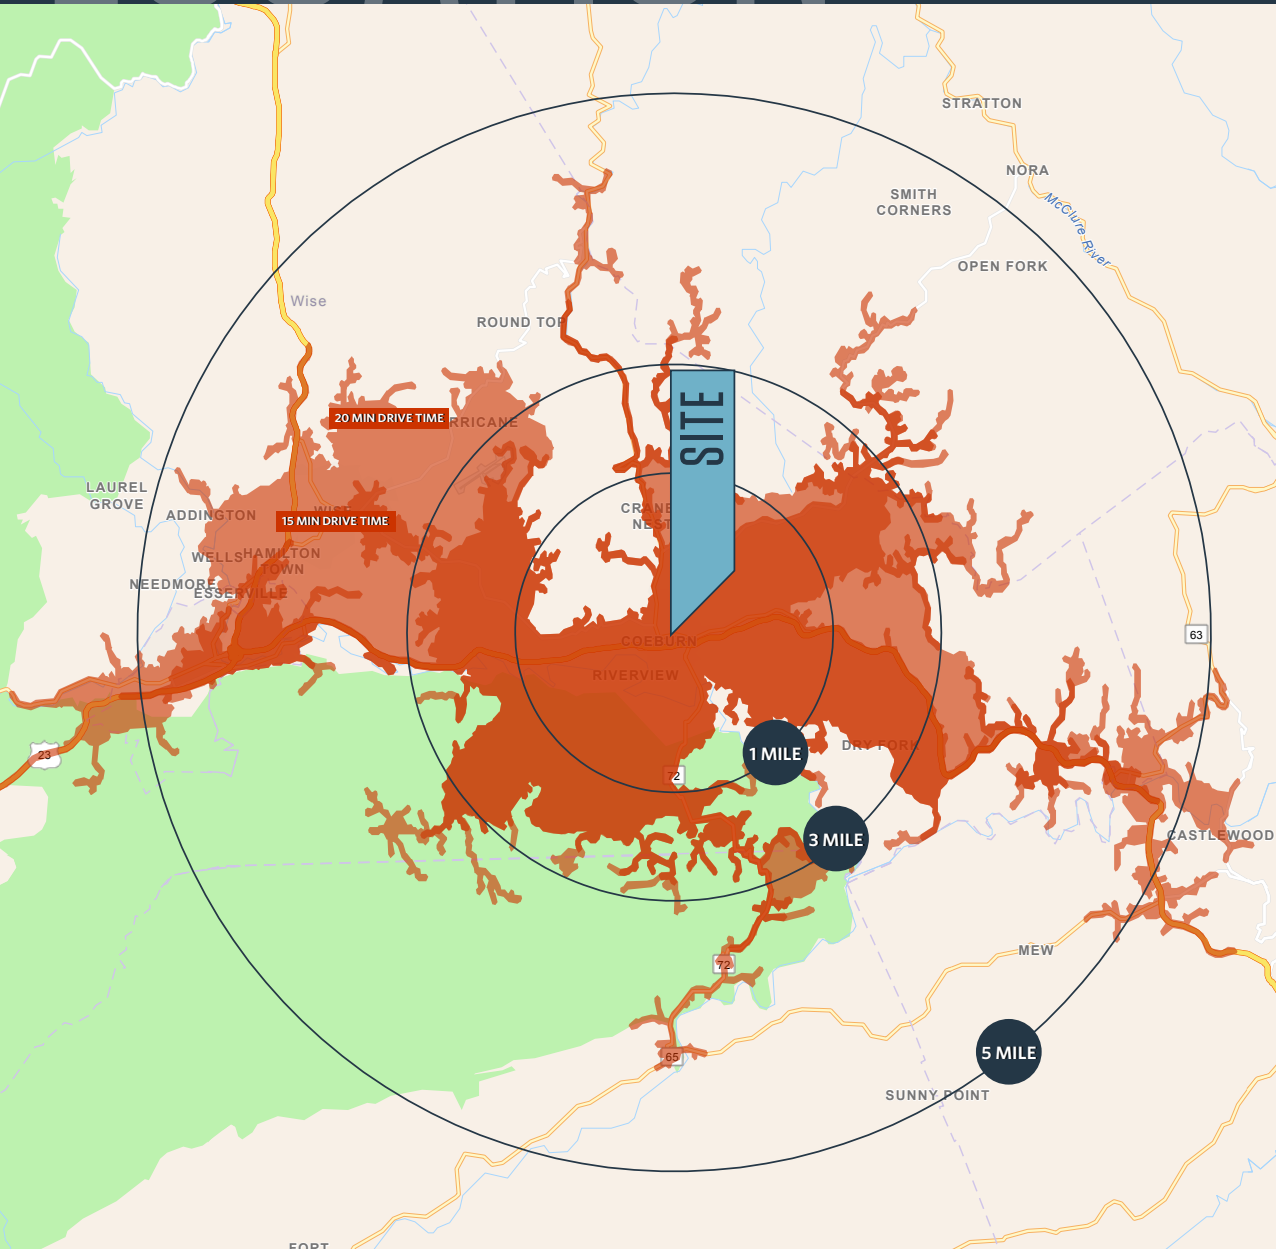 STRATTON
NORA
SMITH
CORNERS
McClure River
OPEN FORK
Wise
ROUND TOP
SITE
20 MIN DRIVE TIME
RRICANE
LAUREL
GROVE
ADDINGTON
WISE
15 MIN DRIVE TIME
CRANE
NEST
WELLS
HAMILTON
TOWN
NEEDMORE
ESSERVILLE
63
COEBURN
RIVERVIEW
23
1 MILE
DRY FORK
72
3 MILE
CASTLEWOOD
MEW
72
65
5 MILE
SUNNY POINT
FORT